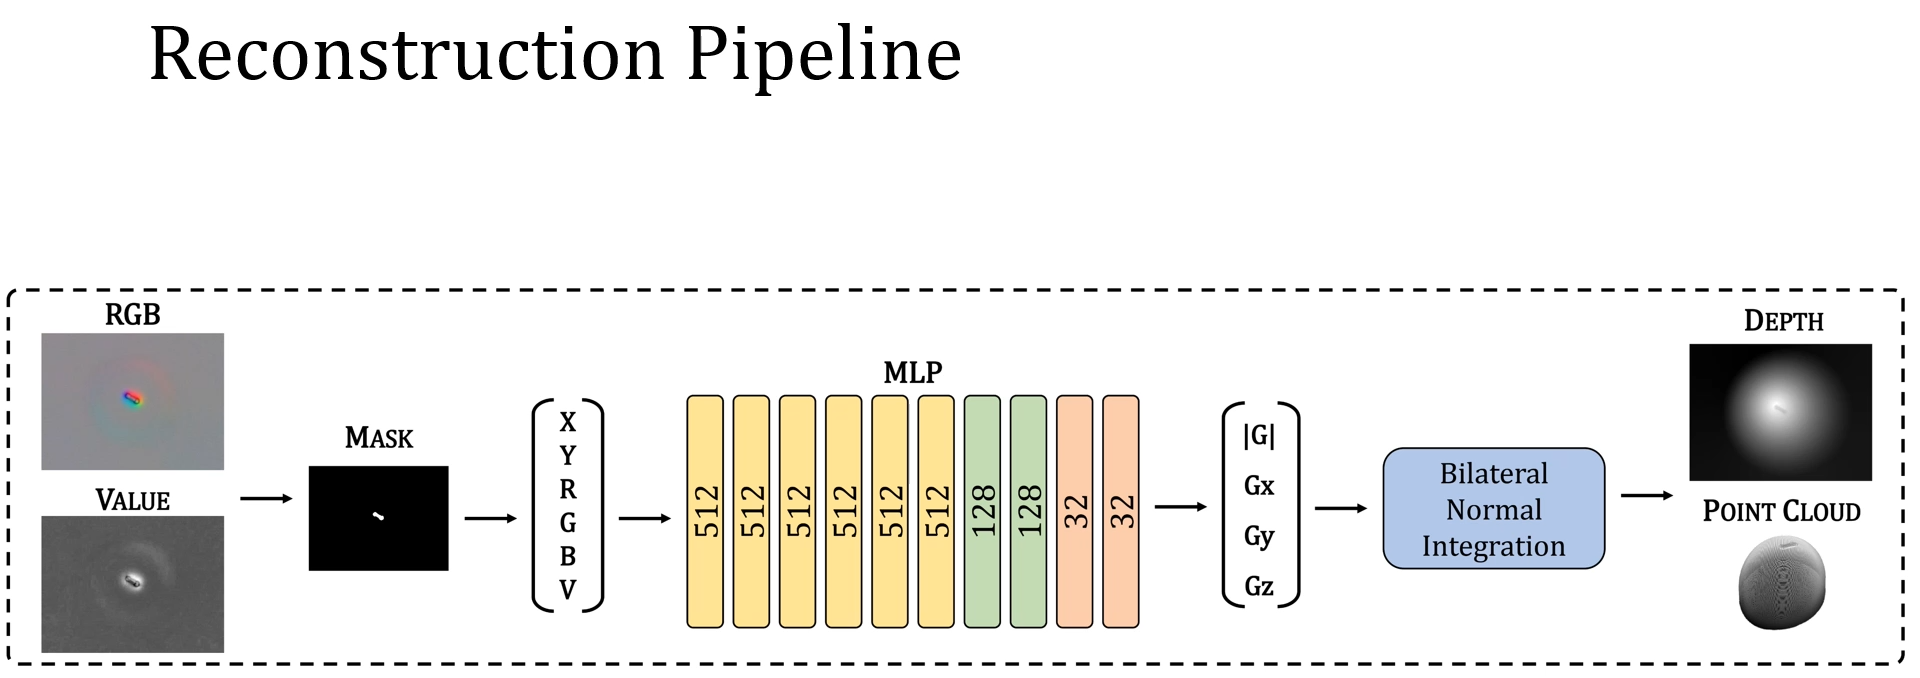 Reconstruction Pipeline
RGB
VALUE
MASK
X
Y
R
G
B
V
MLP
512
512
512
512
512
512
128
128
32
32
|G|
Gx
Gy
Gz
Bilateral
Normal
Integration
DEPTH
POINT CLOUD